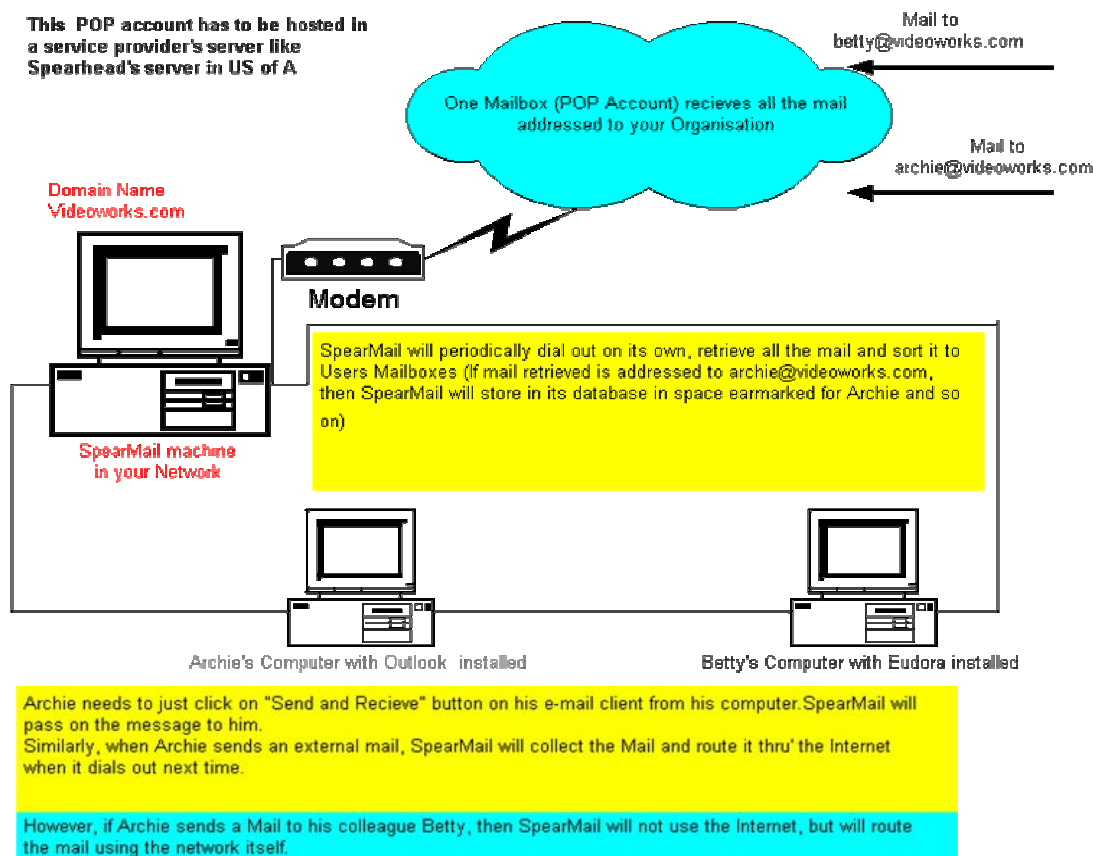 This POP account has to be hosted in
a service provider's server like
Spearhead's server in US of A
Mail to
betty@videoworks.com
One Mailbox (POP Account) recieves all the mail
addressed to your Organisation
Mail to
archie@videoworks.com
Domain Name
Videoworks.com
Modem
SpearMail will periodically dial out on its own, retrieve all the mail and sort it to
Users Mailboxes (If mail retrieved is addressed to archie@videoworks.com,
then SpearMail will store in its database in space earmarked for Archie and so
on)
SpearMail machine
in your Network
Archie's Computer with Outlook installed
Betty's Computer with Eudora installed
Archie needs to just click on "Send and Recieve" button on his e-mail client from his computer.SpearMail will
pass on the message to him.
Similarly, when Archie sends an external mail, SpearMail will collect the Mail and route it thru' the Internet
when it dials out next time.
However, if Archie sends a Mail to his colleague Betty, then SpearMail will not use the Internet, but will route
the mail using the network itself.